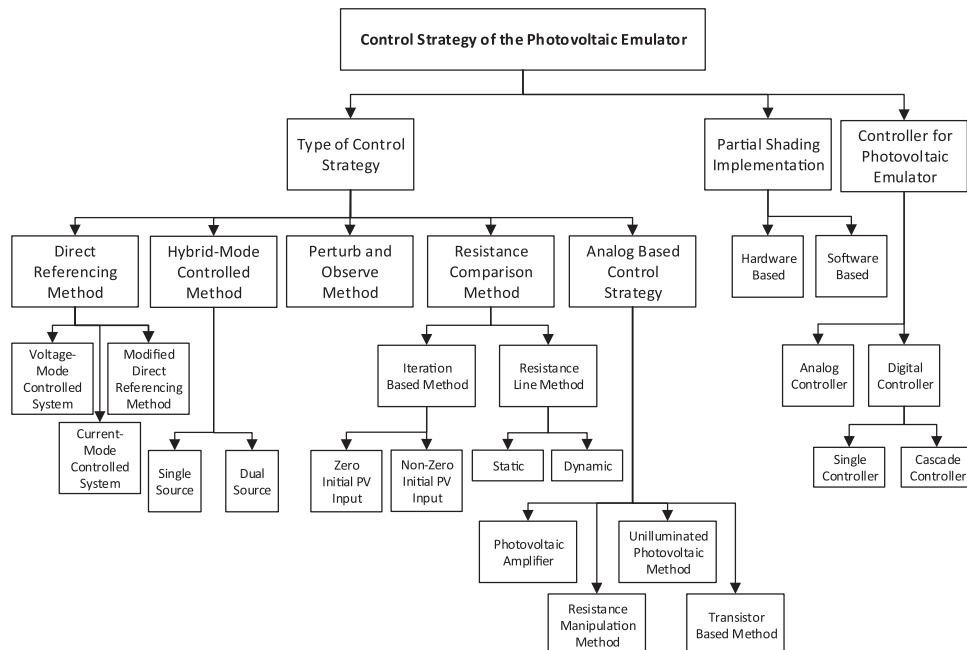 Control Strategy of the Photovoltaic Emulator
Type of Control
Strategy
Partial Shading
Implementation
Controller for
Photovoltaic
Emulator
Direct
Referencing
Method
Hybrid-Mode
Controlled
Method
Perturb and
Observe
Method
Resistance
Comparison
Method
Analog Based
Control
Strategy
Hardware
Based
Software
Based
Voltage-
Mode
Controlled
System
Modified
Direct
Referencing
Method
Current-
Mode
Controlled
System
Iteration
Based Method
Resistance
Line Method
Analog
Controller
Digital
Controller
Single
Source
Dual
Source
Zero
Initial PV
Input
Non-Zero
Initial PV
Input
Static
Dynamic
Single
Controller
Cascade
Controller
Photovoltaic
Amplifier
Unilluminated
Photovoltaic
Method
Resistance
Manipulation
Method
Transistor
Based Method